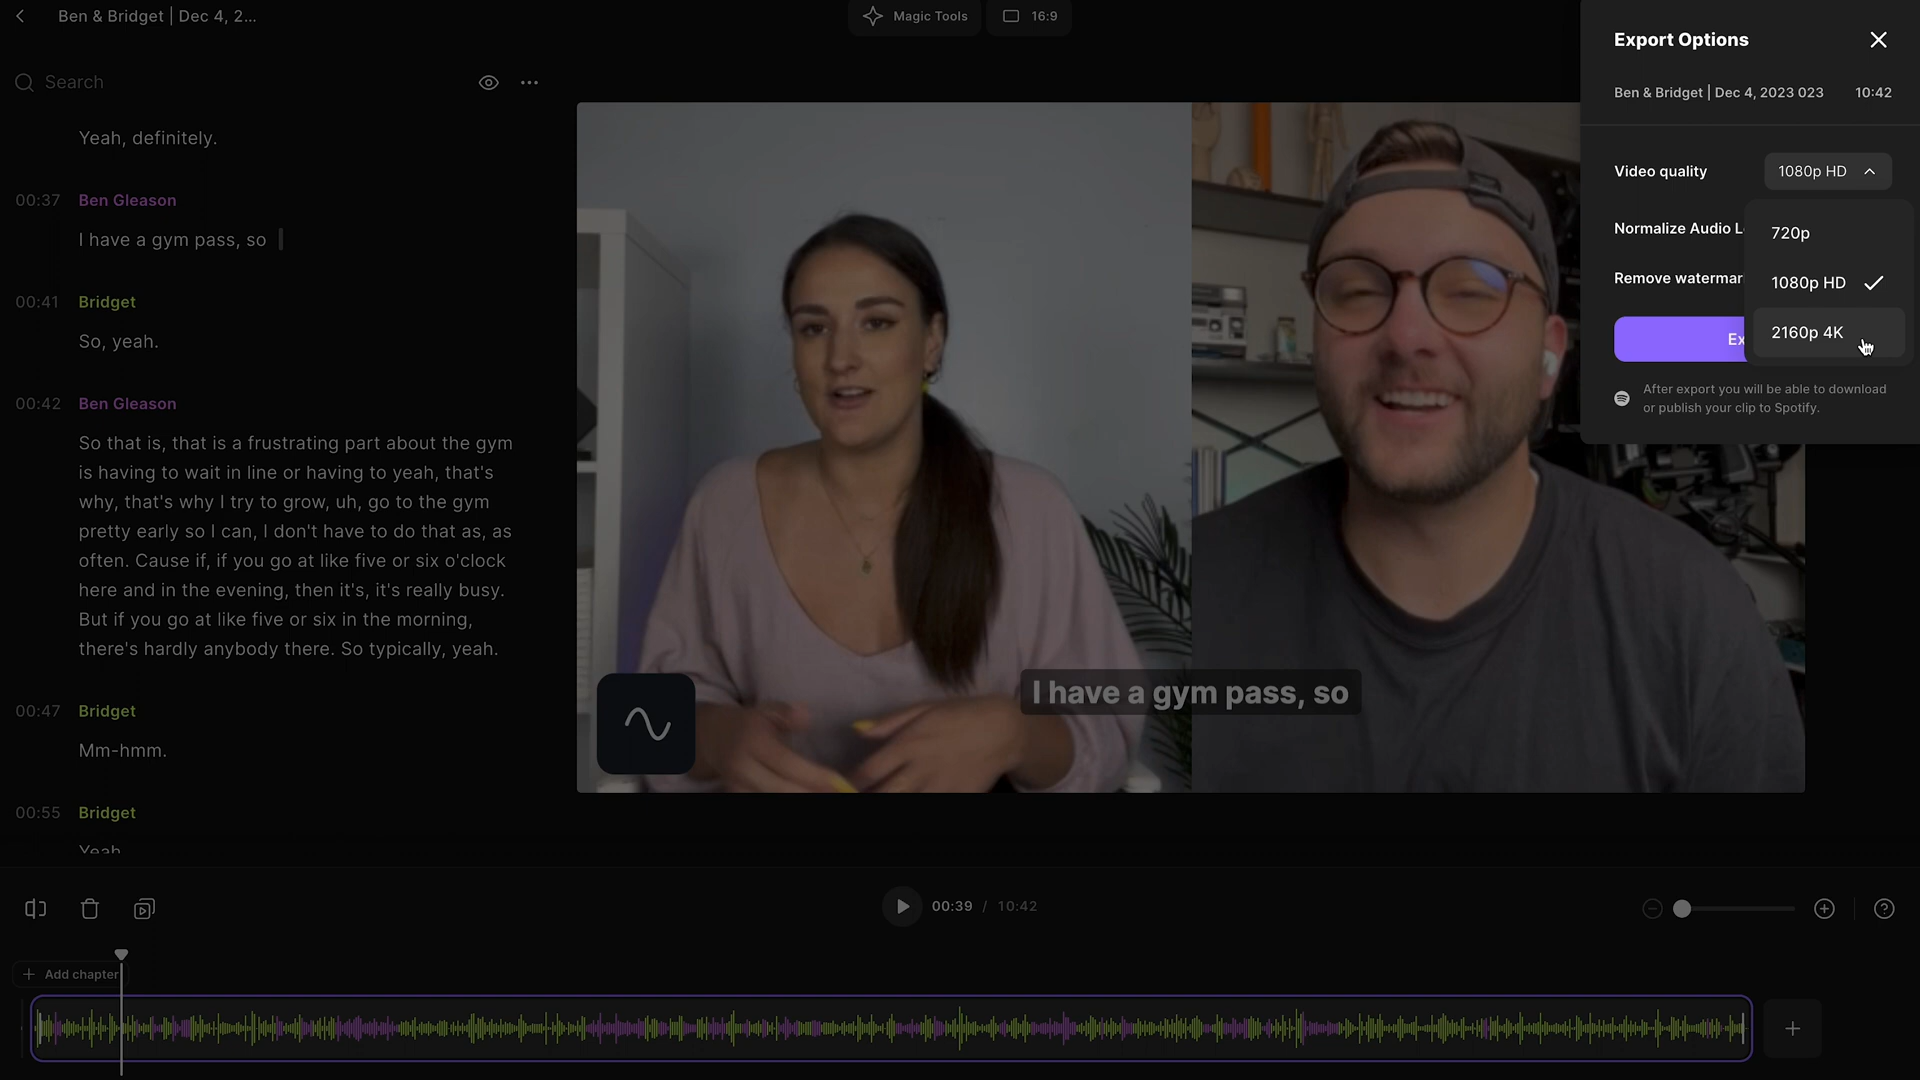 Ben & Bridget | Dec 4, 2...
Magic Tools
16:9
Search
Yeah, definitely.
00:37 Ben Gleason
I have a gym pass, so
00:41 Bridget
So, yeah.
00:42 Ben Gleason
So that is, that is a frustrating part about the gym
is having to wait in line or having to yeah, that's
why, that's why I try to grow, uh, go to the gym
pretty early so I can, I don't have to do that as, as
often. Cause if, if you go at like five or six o'clock
here and in the evening, then it's, it's really busy.
But if you go at like five or six in the morning,
there's hardly anybody there. So typically, yeah.
00:47 Bridget
Mm-hmm.
00:55 Bridget
Yeah
I have a gym pass, so
Export Options
Ben & Bridget | Dec 4, 2023 023 10:42
Video quality 1080p HD
Normalize Audio L
720p
Remove watermar
1080p HD
2160p 4K
Ex
After export you will be able to download
or publish your clip to Spotify.
00:39 / 10:42
+ Add chapter